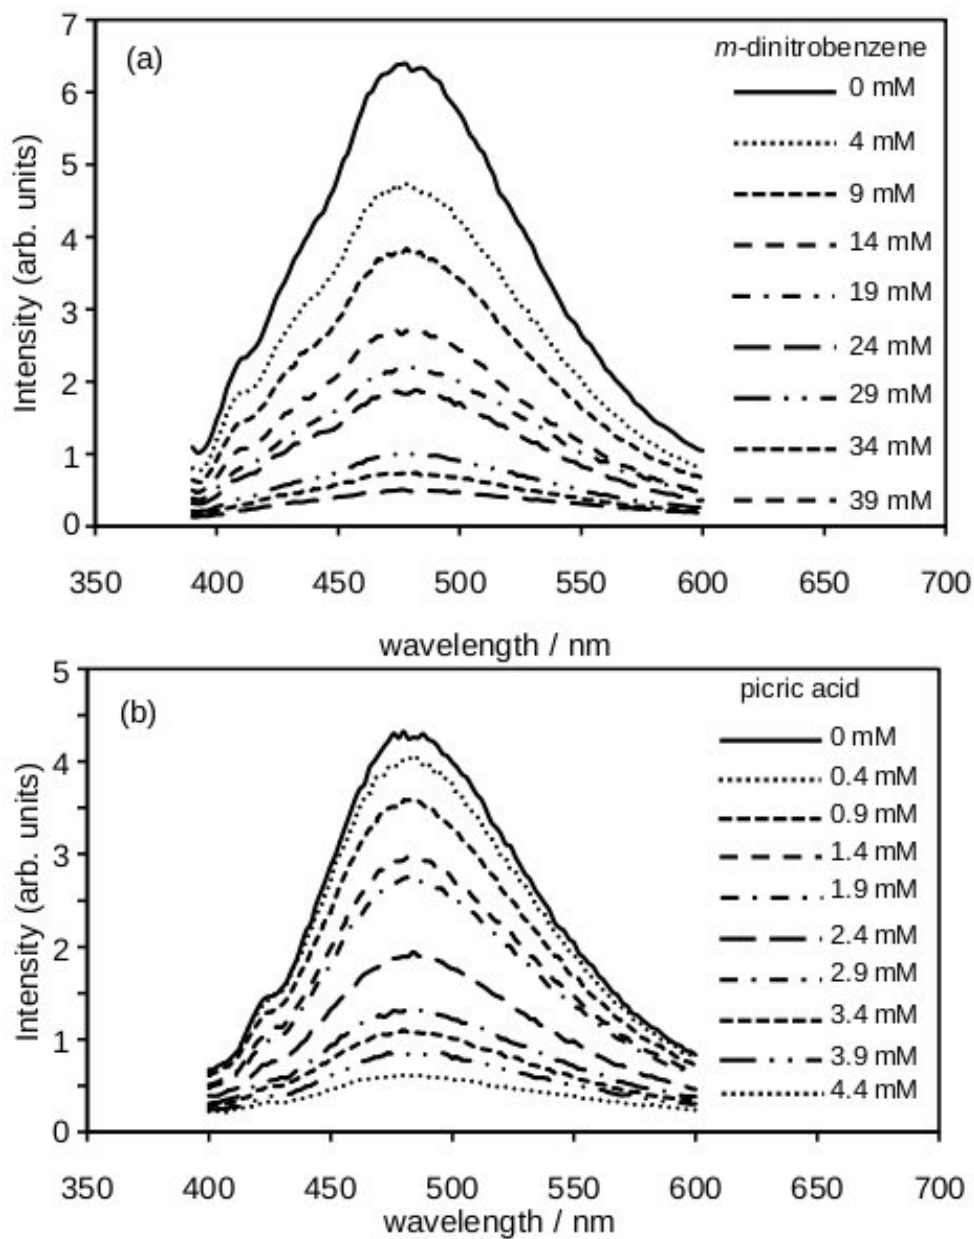 7
(a)
m-dinitrobenzene
6
0 mM
5
4 mM
4
9 mM
3
14 mM
2
19 mM
1
24 mM
0
29 mM
34 mM
39 mM
Intensity (arb. units)
350 400 450 500 550 600 650 700
wavelength / nm
5
(b)
picric acid
4
0 mM
3
0.4 mM
2
0.9 mM
1
1.4 mM
0
1.9 mM
2.4 mM
2.9 mM
3.4 mM
3.9 mM
4.4 mM
Intensity (arb. units)
350 400 450 500 550 600 650 700
wavelength / nm